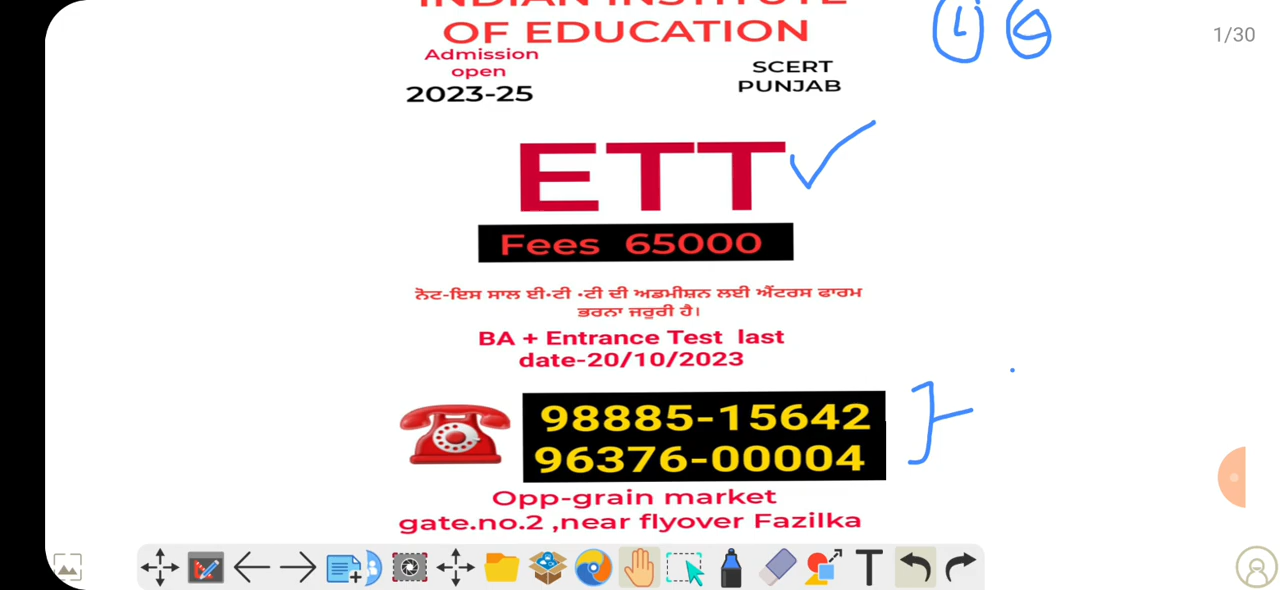 INDIAN INSTITUTE
OF EDUCATION
Admission
open
2023-25
SCERT
PUNJAB
1/30
ETT
Fees 65000
ਨੋਟ-ਇਸ ਸਾਲ ਈ•ਟੀ •ਟੀ ਦੀ ਅਡਮੀਸ਼ਨ ਲਈ ਐਂਟਰਸ ਫਾਰਮ
ਭਰਨਾ ਜਰੂਰੀ ਹੈ।
BA + Entrance Test last
date-20/10/2023
98885-15642
96376-00004
Opp-grain market
gate.no.2 ,near flyover Fazilka
T